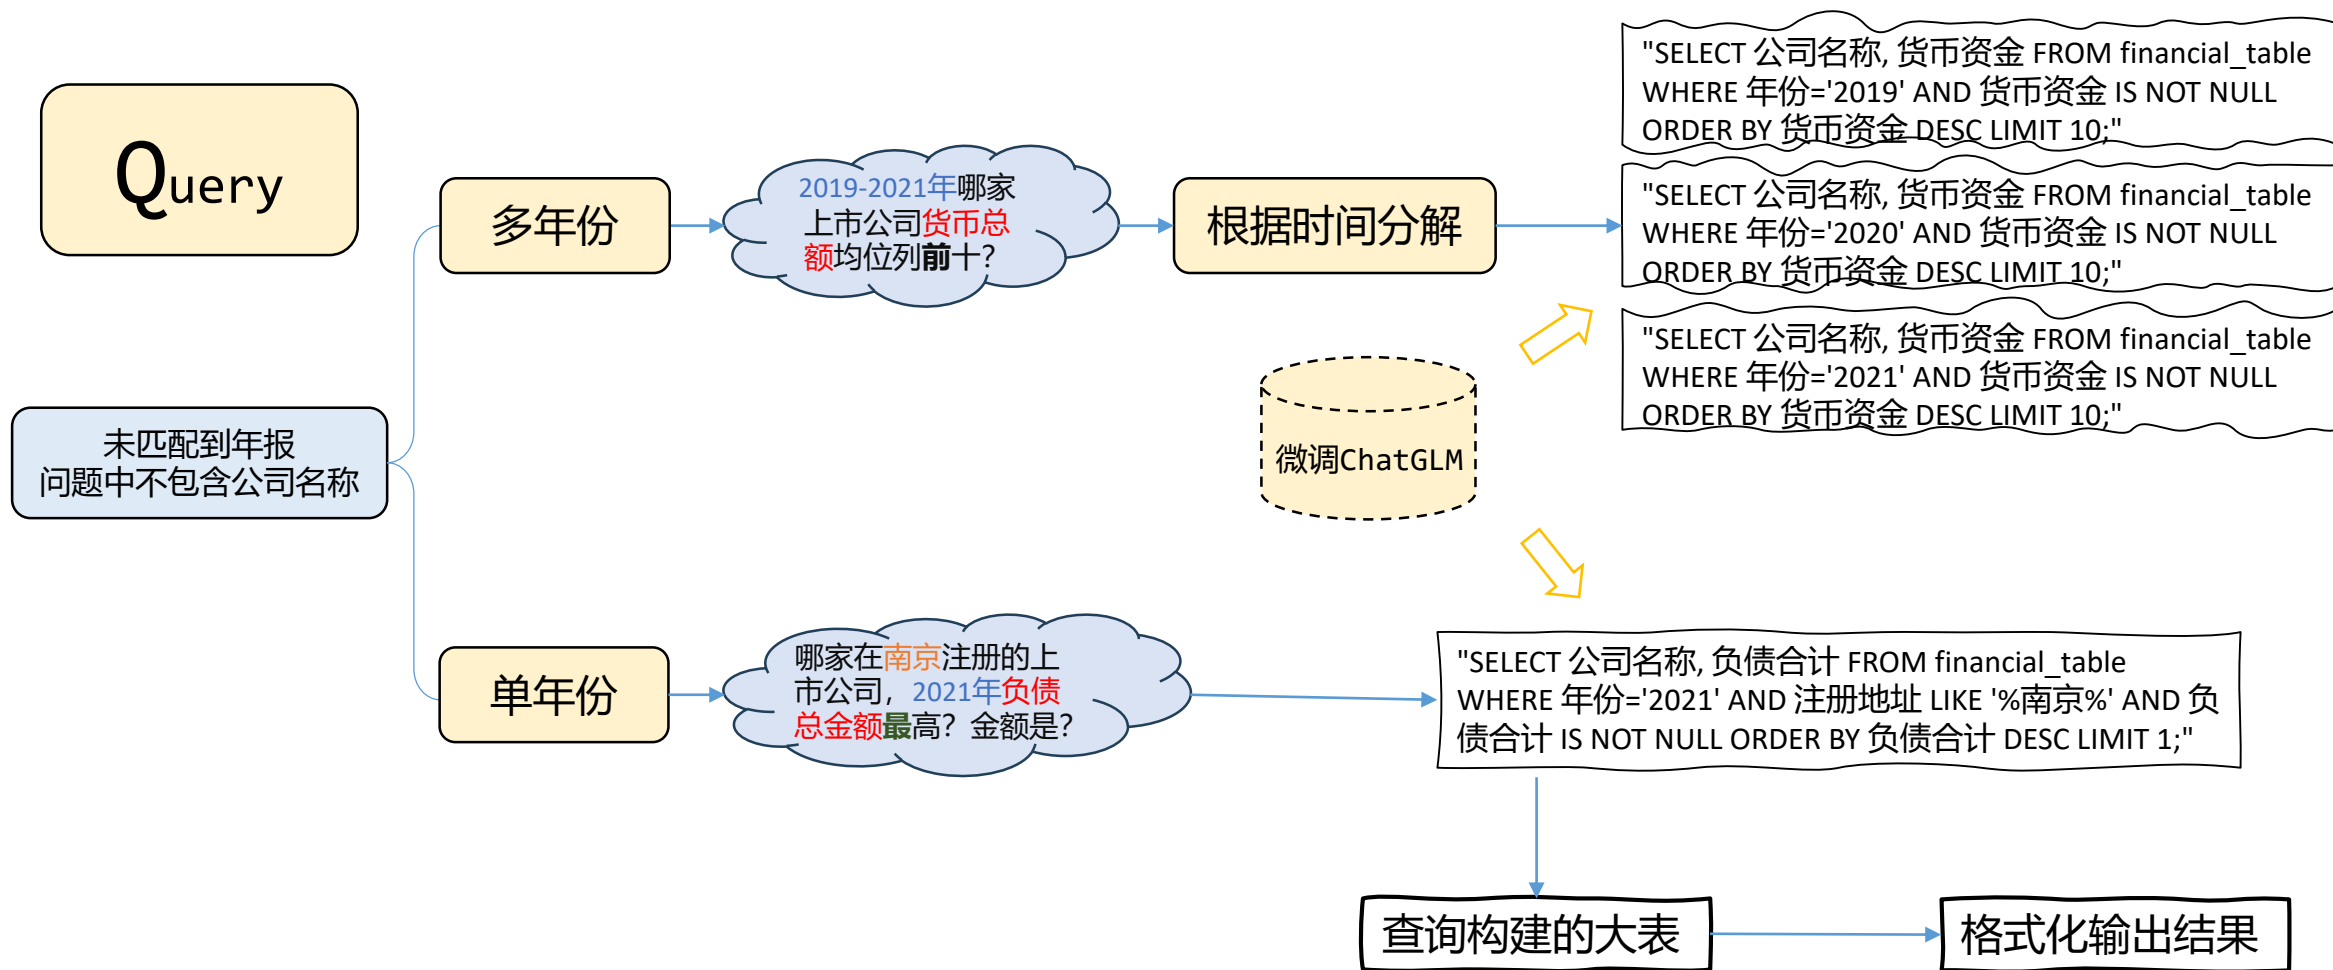 Query
未匹配到年报
问题中不包含公司名称
多年份
2019-2021年哪家
上市公司货币总
额均位列前十？
根据时间分解
"SELECT 公司名称, 货币资金 FROM financial_table
WHERE 年份='2019' AND 货币资金 IS NOT NULL
ORDER BY 货币资金 DESC LIMIT 10;"
"SELECT 公司名称, 货币资金 FROM financial_table
WHERE 年份='2020' AND 货币资金 IS NOT NULL
ORDER BY 货币资金 DESC LIMIT 10;"
"SELECT 公司名称, 货币资金 FROM financial_table
WHERE 年份='2021' AND 货币资金 IS NOT NULL
ORDER BY 货币资金 DESC LIMIT 10;"
微调ChatGLM
单年份
哪家在南京注册的上
市公司，2021年负债
总金额最高？金额是？
"SELECT 公司名称, 负债合计 FROM financial_table
WHERE 年份='2021' AND 注册地址 LIKE '%南京%' AND 负
债合计 IS NOT NULL ORDER BY 负债合计 DESC LIMIT 1;"
查询构建的大表
格式化输出结果